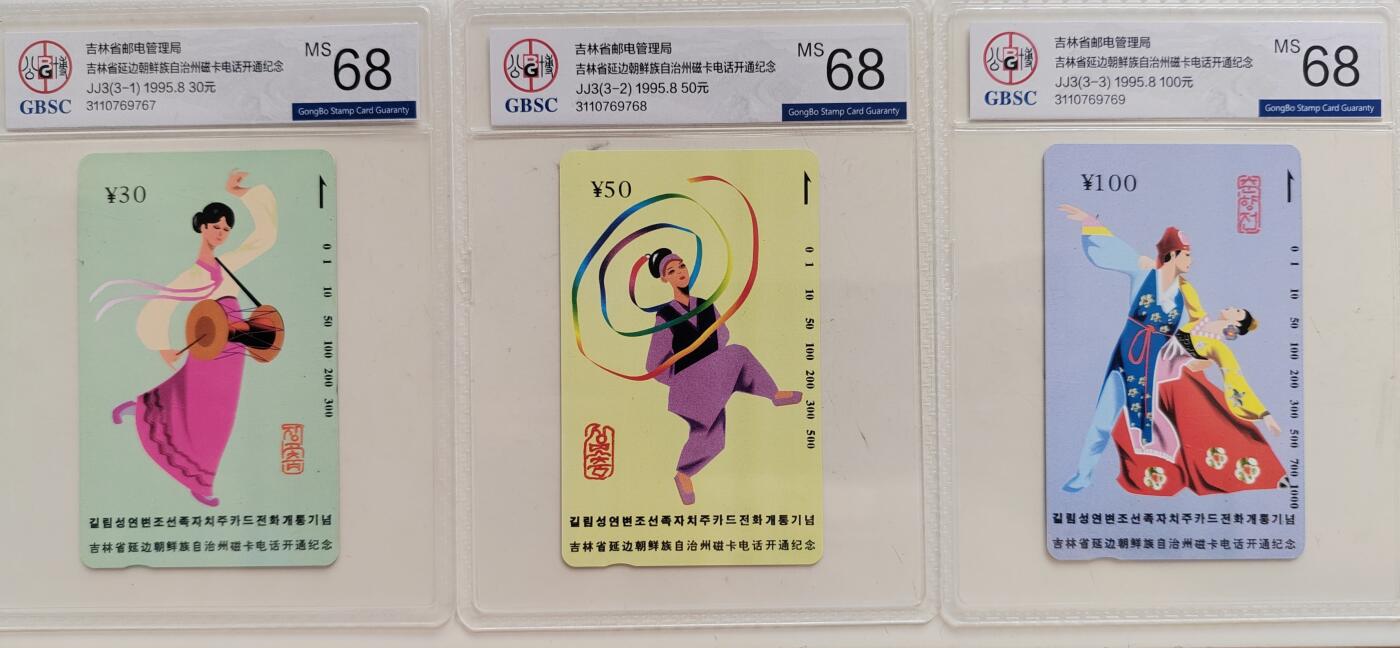 公 BG 博
GBSC
吉林省邮电管理局
吉林省延边朝鲜族自治州磁卡电话开通纪念
JJ3(3-1) 1995.8 30元
3110769767
MS 68
GongBo Stamp Card Guaranty
¥30
0
1
10
50
100
200
300
길림성연변조선족자치주카드전화개통기념
吉林省延边朝鲜族自治州磁卡电话开通纪念
公 BG 博
GBSC
吉林省邮电管理局
吉林省延边朝鲜族自治州磁卡电话开通纪念
JJ3(3-2) 1995.8 50元
3110769768
MS 68
GongBo Stamp Card Guaranty
¥50
0
1
10
50
100
200
300
500
길림성연변조선족자치주카드전화개통기념
吉林省延边朝鲜族自治州磁卡电话开通纪念
公 BG 博
GBSC
吉林省邮电管理局
吉林省延边朝鲜族自治州磁卡电话开通纪念
JJ3(3-3) 1995.8 100元
3110769769
MS 68
GongBo Stamp Card Guaranty
¥100
춘향전
0
1
10
50
100
200
300
500
700
1000
길림성연변조선족자치주카드전화개통기념
吉林省延边朝鲜族自治州磁卡电话开通纪念